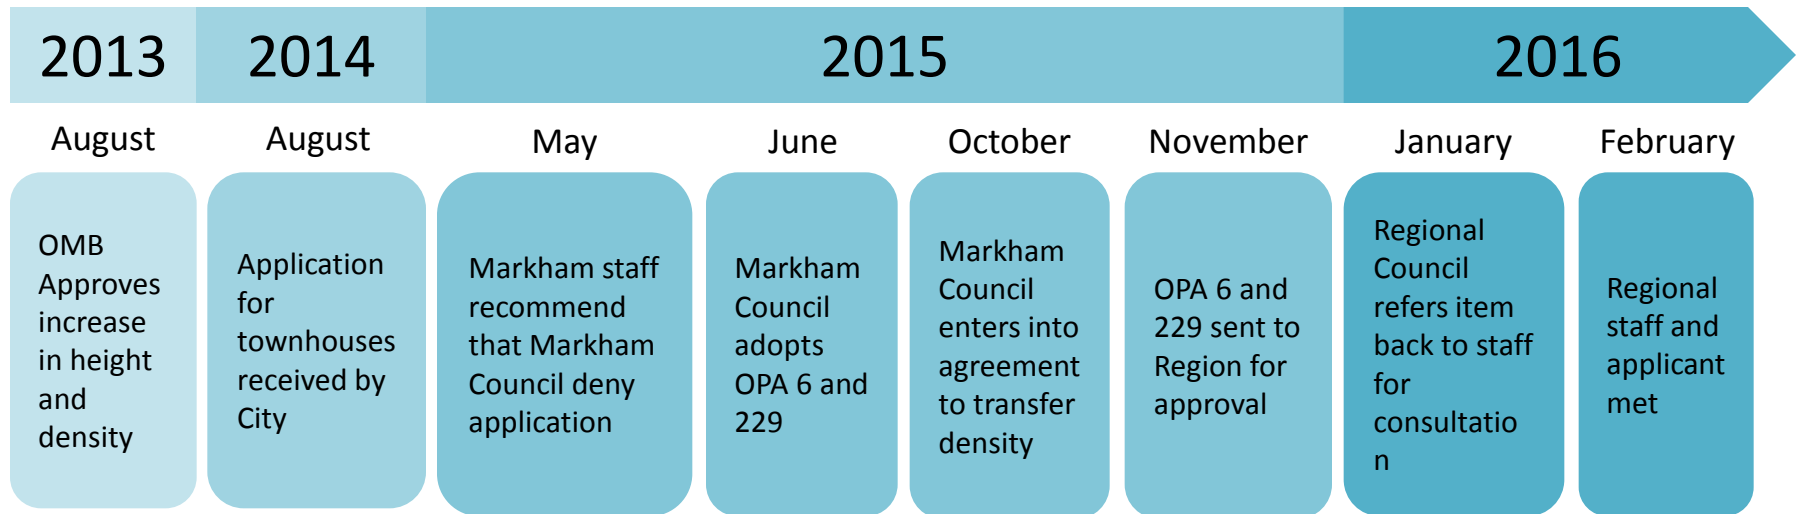 2013
2014
2015
2016
August
August
May
June
October
November
January
February
OMB
Approves
increase
in height
and
density
Application
for
townhouses
received by
City
Markham staff
recommend
that Markham
Council deny
application
Markham
Council
adopts
OPA 6 and
229
Markham
Council
enters into
agreement
to transfer
density
OPA 6 and
229 sent to
Region for
approval
Regional
Council
refers item
back to staff
for
consultatio
n
Regional
staff and
applicant
met